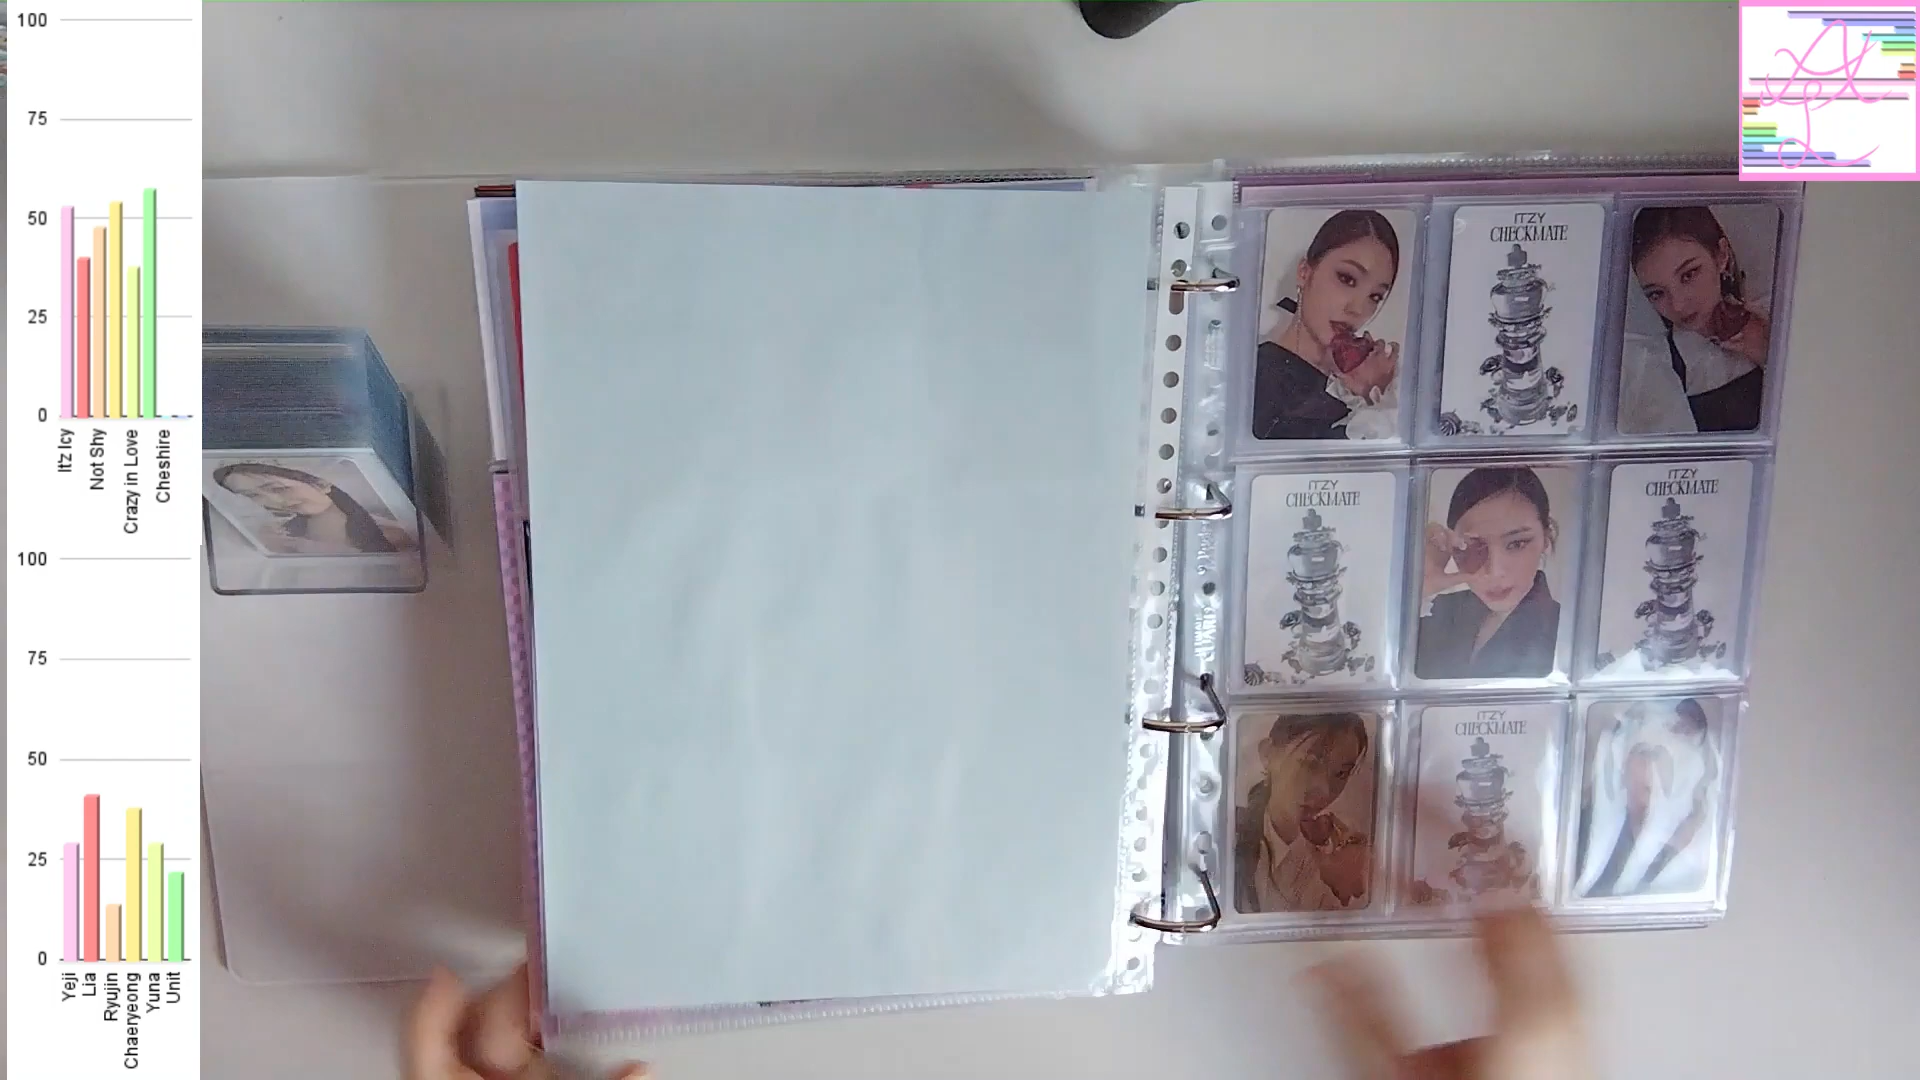 100
75
50
25
0
Itz Icy
Not Shy
Crazy in Love
Cheshire
100
75
50
25
0
Yeji
Lia
Ryujin
Chaeryeong
Yuna
Unit
ITZY
CHECKMATE
ITZY
CHECKMATE
ITZY
CHECKMATE
ITZY
CHECKMATE